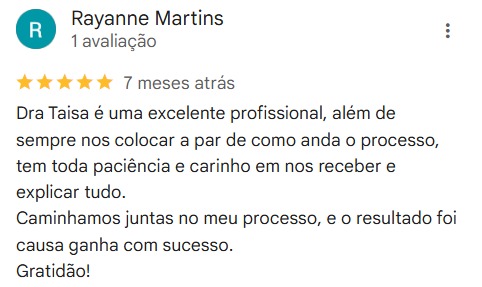 R
Rayanne Martins
1 avaliação
7 meses atrás
Dra Taisa é uma excelente profissional, além de
sempre nos colocar a par de como anda o processo,
tem toda paciência e carinho em nos receber e
explicar tudo.
Caminhamos juntas no meu processo, e o resultado foi
causa ganha com sucesso.
Gratidão!